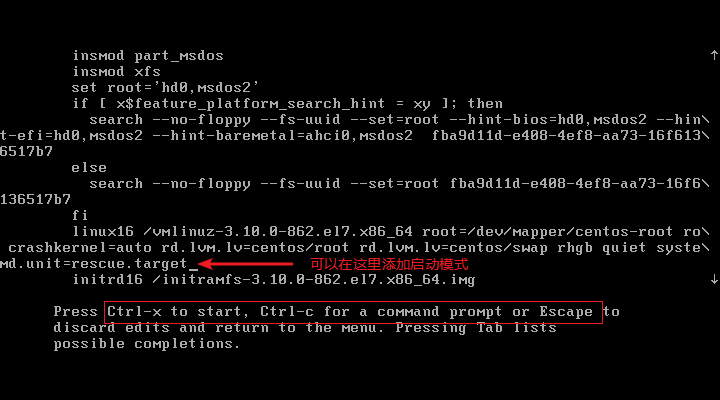 insmod part_msdos
insmod xfs
set root='hd0,msdos2'
if [ x$feature_platform_search_hint = xy ]; then
search --no-floppy --fs-uuid --set=root --hint-bios=hd0,msdos2 --hin\
t-efi=hd0,msdos2 --hint-baremetal=ahci0,msdos2  fba9d11d-e408-4ef8-aa73-16f613\
6517b7
else
search --no-floppy --fs-uuid --set=root fba9d11d-e408-4ef8-aa73-16f6\
136517b7
fi
linux16 /vmlinuz-3.10.0-862.el7.x86_64 root=/dev/mapper/centos-root ro\
crashkernel=auto rd.lvm.lv=centos/root rd.lvm.lv=centos/swap rhgb quiet syste\
md.unit=rescue.target_ 可以在这里添加启动模式
initrd16 /initramfs-3.10.0-862.el7.x86_64.img
Press Ctrl-x to start, Ctrl-c for a command prompt or Escape to
discard edits and return to the menu. Pressing Tab lists
possible completions.